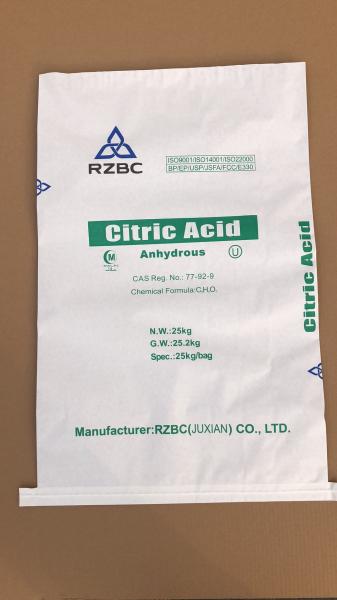 RZBC
ISO9001/ISO14001/ISO22000
BP/EP/USP/JSFA/FCC/E330
Citric Acid
Anhydrous
M
U
CAS Reg. No.: 77-92-9
Chemical Formula:C₆H₈O₇
N.W.:25kg
G.W.:25.2kg
Spec.:25kg/bag
Manufacturer:RZBC(JUXIAN) CO., LTD.
Citric Acid